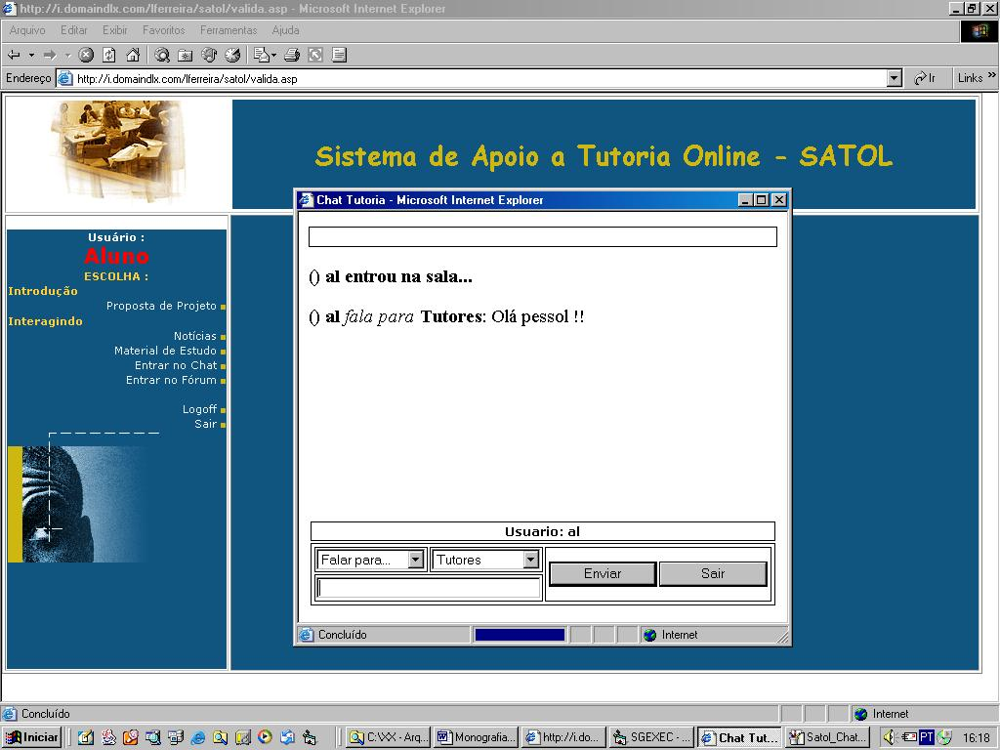 http://i.domaindlx.com/lferreira/satol/valida.asp - Microsoft Internet Explorer
Arquivo Editar Exibir Favoritos Ferramentas Ajuda
Endereço http://i.domaindlx.com/lferreira/satol/valida.asp Ir Links »
Sistema de Apoio a Tutoria Online - SATOL
Usuário :
Aluno
ESCOLHA :
Introdução
Proposta de Projeto
Interagindo
Notícias
Material de Estudo
Entrar no Chat
Entrar no Fórum
Logoff
Sair
Chat Tutoria - Microsoft Internet Explorer
() al entrou na sala...
() al fala para Tutores: Olá pessol !!
Usuario: al
Falar para... Tutores
Enviar Sair
Concluído Internet
Concluído Internet
Iniciar C:\XX - Arq... Monografia... http://i.do... SGEXEC - ... Chat Tut... Satol_Chat... PT 16:18